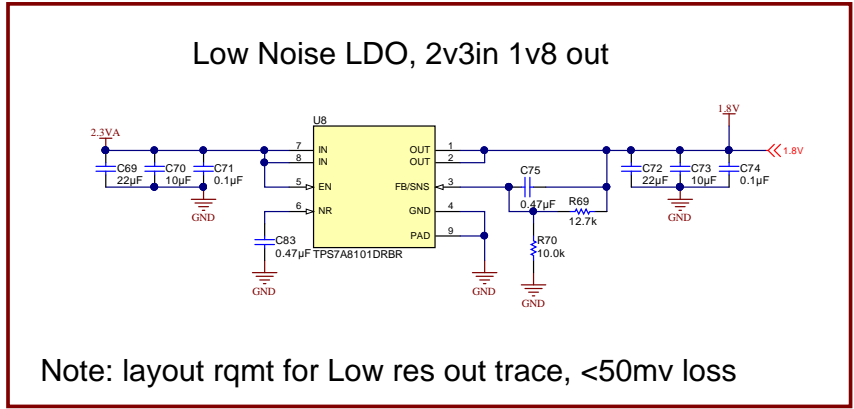 Low Noise LDO, 2v3in 1v8 out
U8
1.8V
2.3VA
7 IN OUT 1
8 IN OUT 2
1.8V
C69
22µF
C70
10µF
C71
0.1µF
C75
0.47µF
C72
22µF
C73
10µF
C74
0.1µF
5 EN FB/SNS 3
R69
12.7k
6 NR GND 4
GND
GND
PAD 9
C83
0.47µF
R70
10.0k
TPS7A8101DRBR
GND
GND
GND
Note: layout rqmt for Low res out trace, <50mv loss